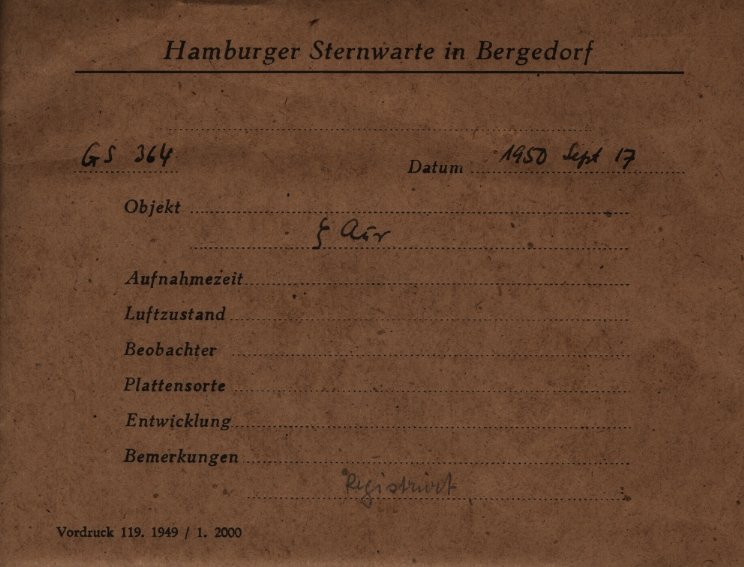 Hamburger Sternwarte in Bergedorf
GS 364
Datum 1950 Sept 17
Objekt
ζ Aur
Aufnahmezeit
Luftzustand
Beobachter
Plattensorte
Entwicklung
Bemerkungen
Registriert
Vordruck 119. 1949 / 1. 2000